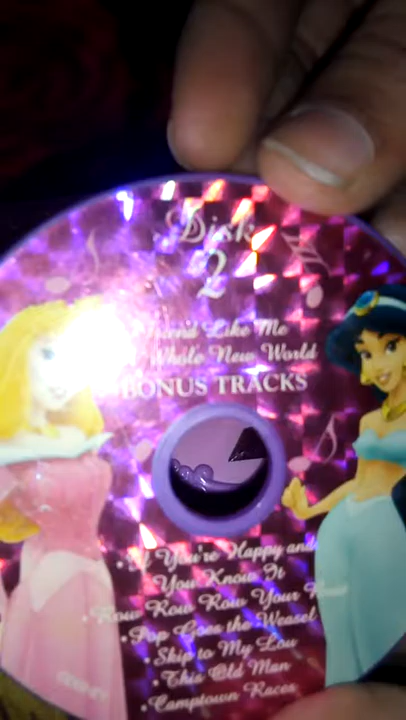 Disk
2
Friend Like Me
Whole New World
BONUS TRACKS
• If You're Happy and
You Know It
• Row Row Row Your
• Pop Goes the Weasel
• Skip to My Lou
• This Old Man
• Camptown Races